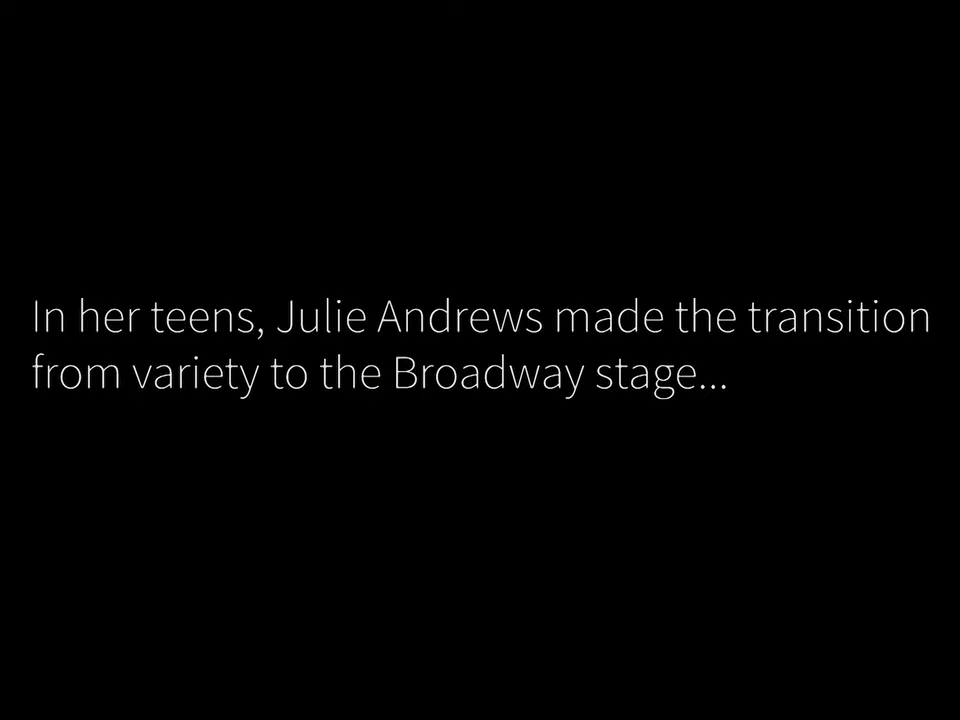 In her teens, Julie Andrews made the transition
from variety to the Broadway stage...